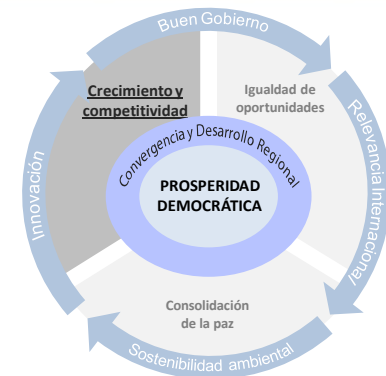 Buen Gobierno
Crecimiento y
competitividad
Igualdad de
oportunidades
Innovación
Relevancia Internacional
Convergencia y Desarrollo Regional
PROSPERIDAD
DEMOCRÁTICA
Consolidación
de la paz
Sostenibilidad ambiental